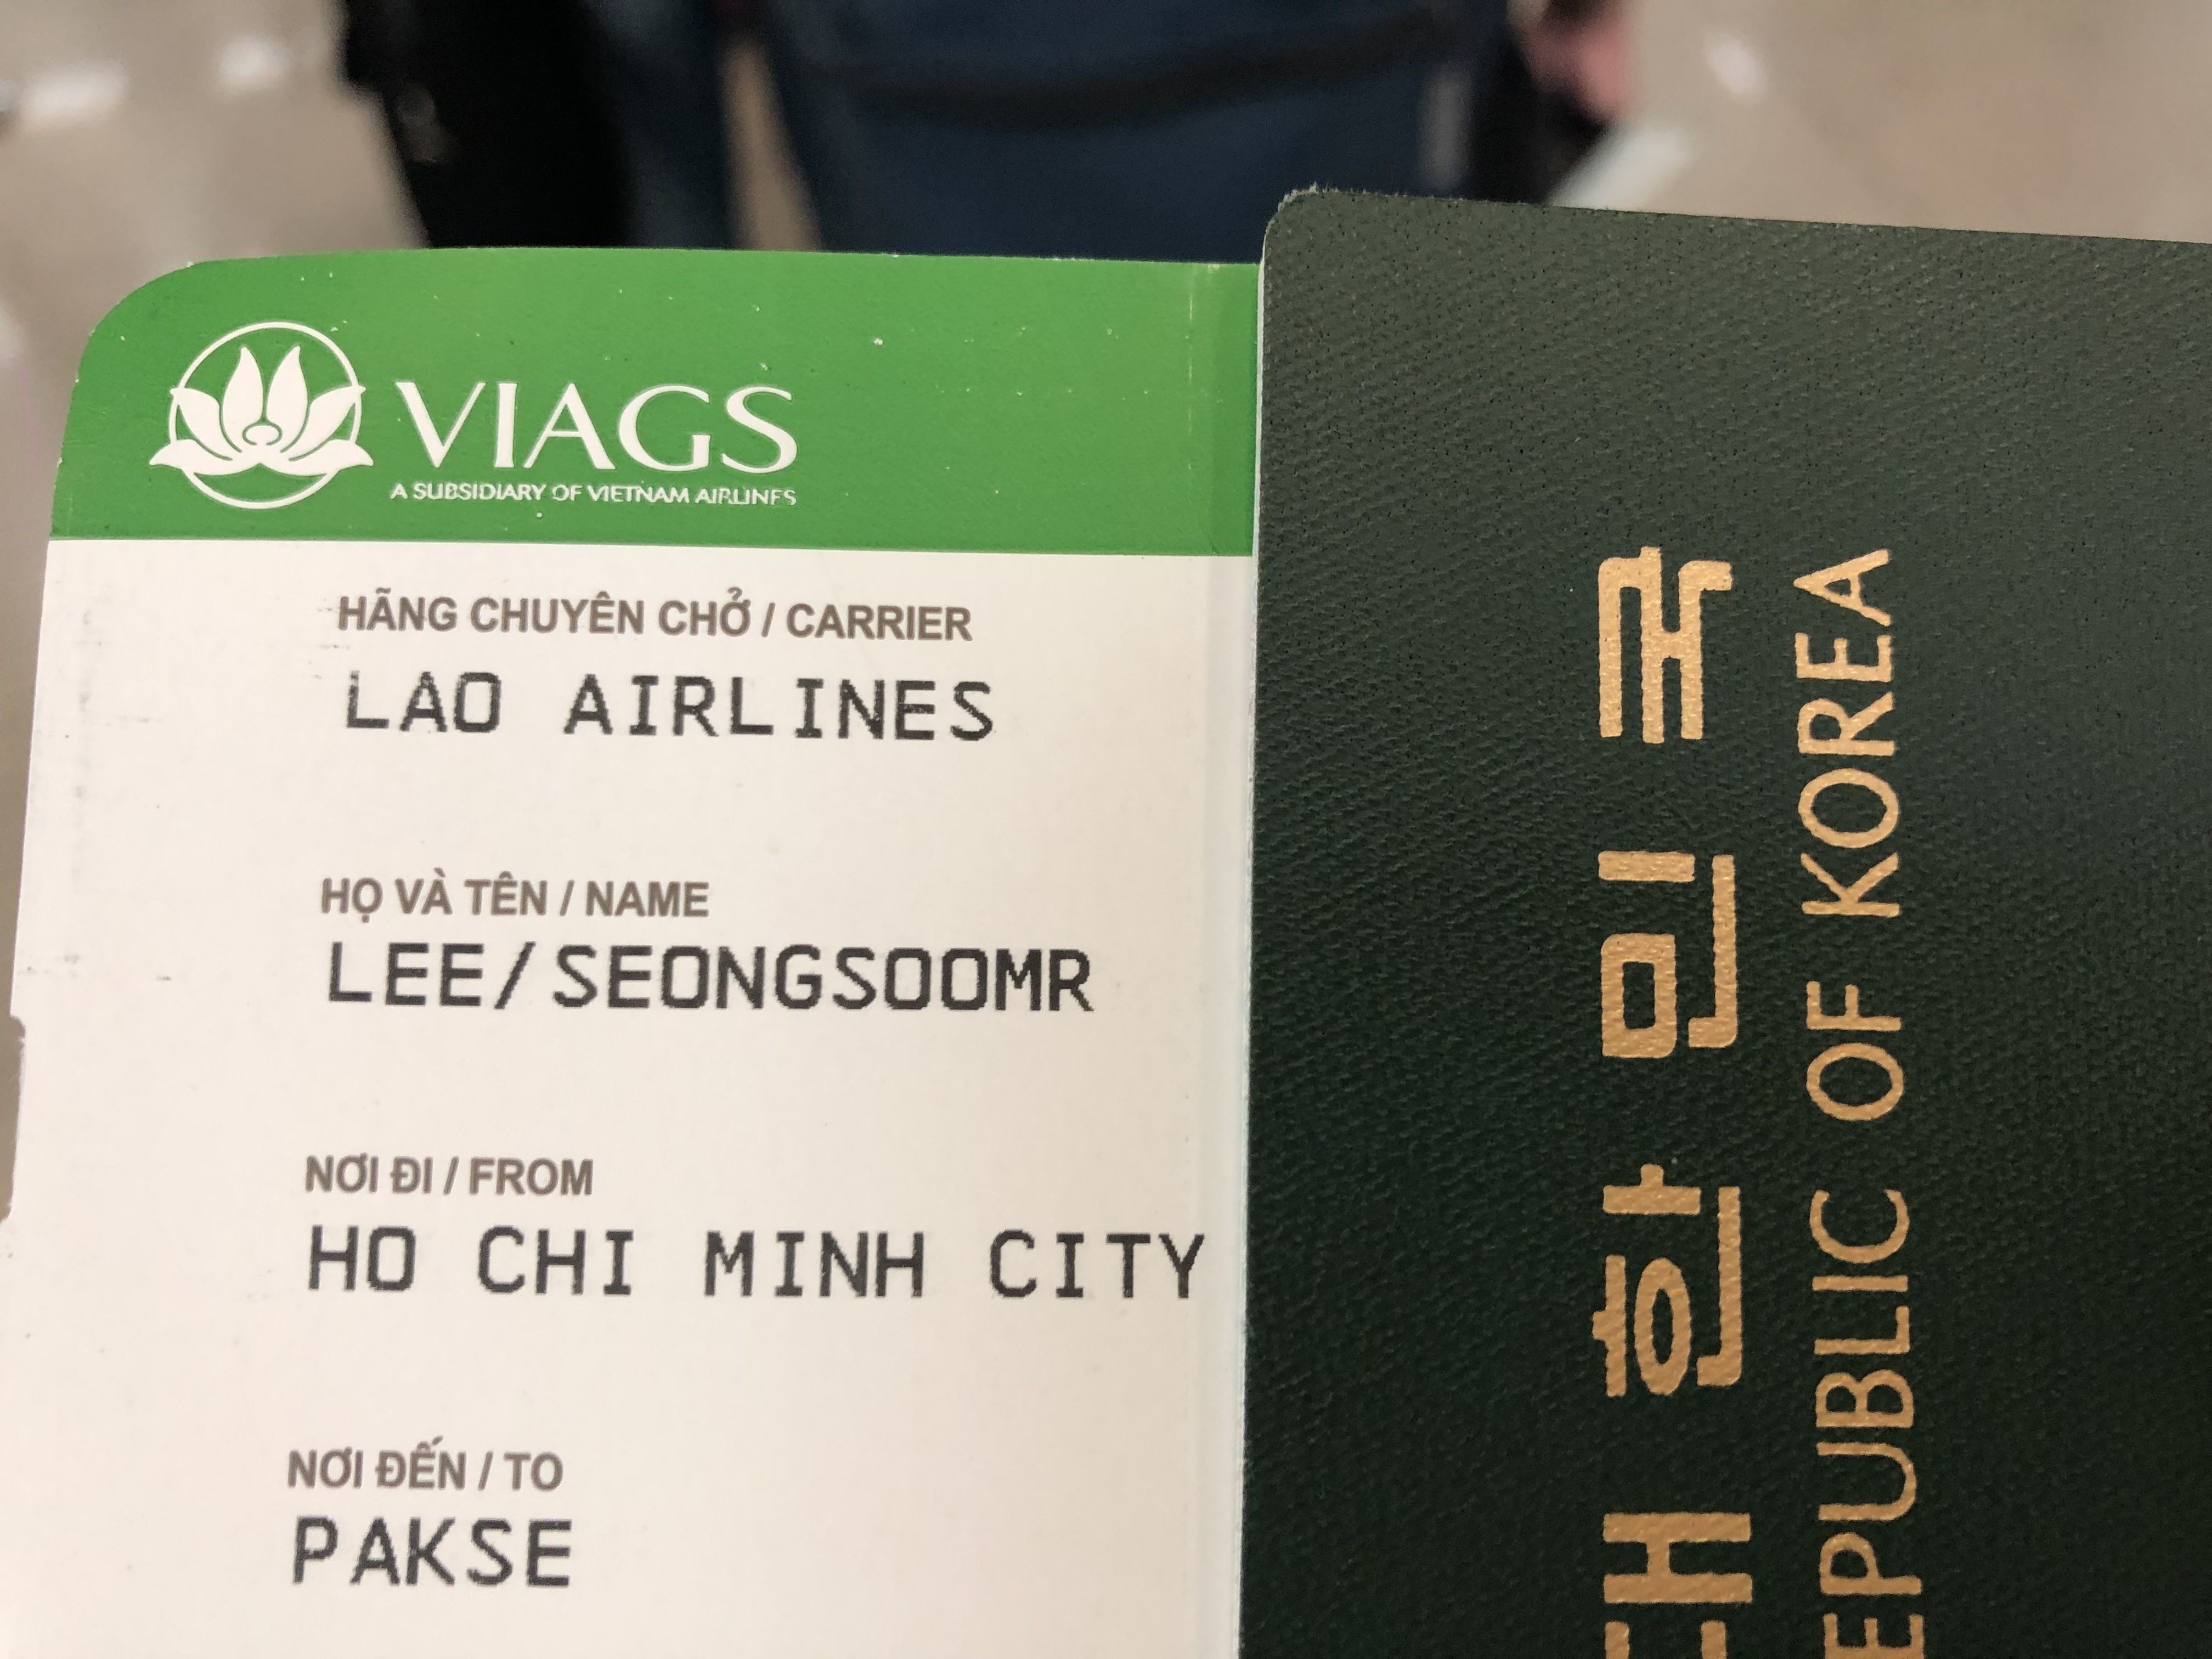 VIAGS
A SUBSIDIARY OF VIETNAM AIRLINES
HÃNG CHUYÊN CHỞ / CARRIER
LAO AIRLINES
HỌ VÀ TÊN / NAME
LEE/SEONGSOOMR
NƠI ĐI / FROM
HO CHI MINH CITY
NƠI ĐẾN / TO
PAKSE
대한민국
EPUBLIC OF KOREA